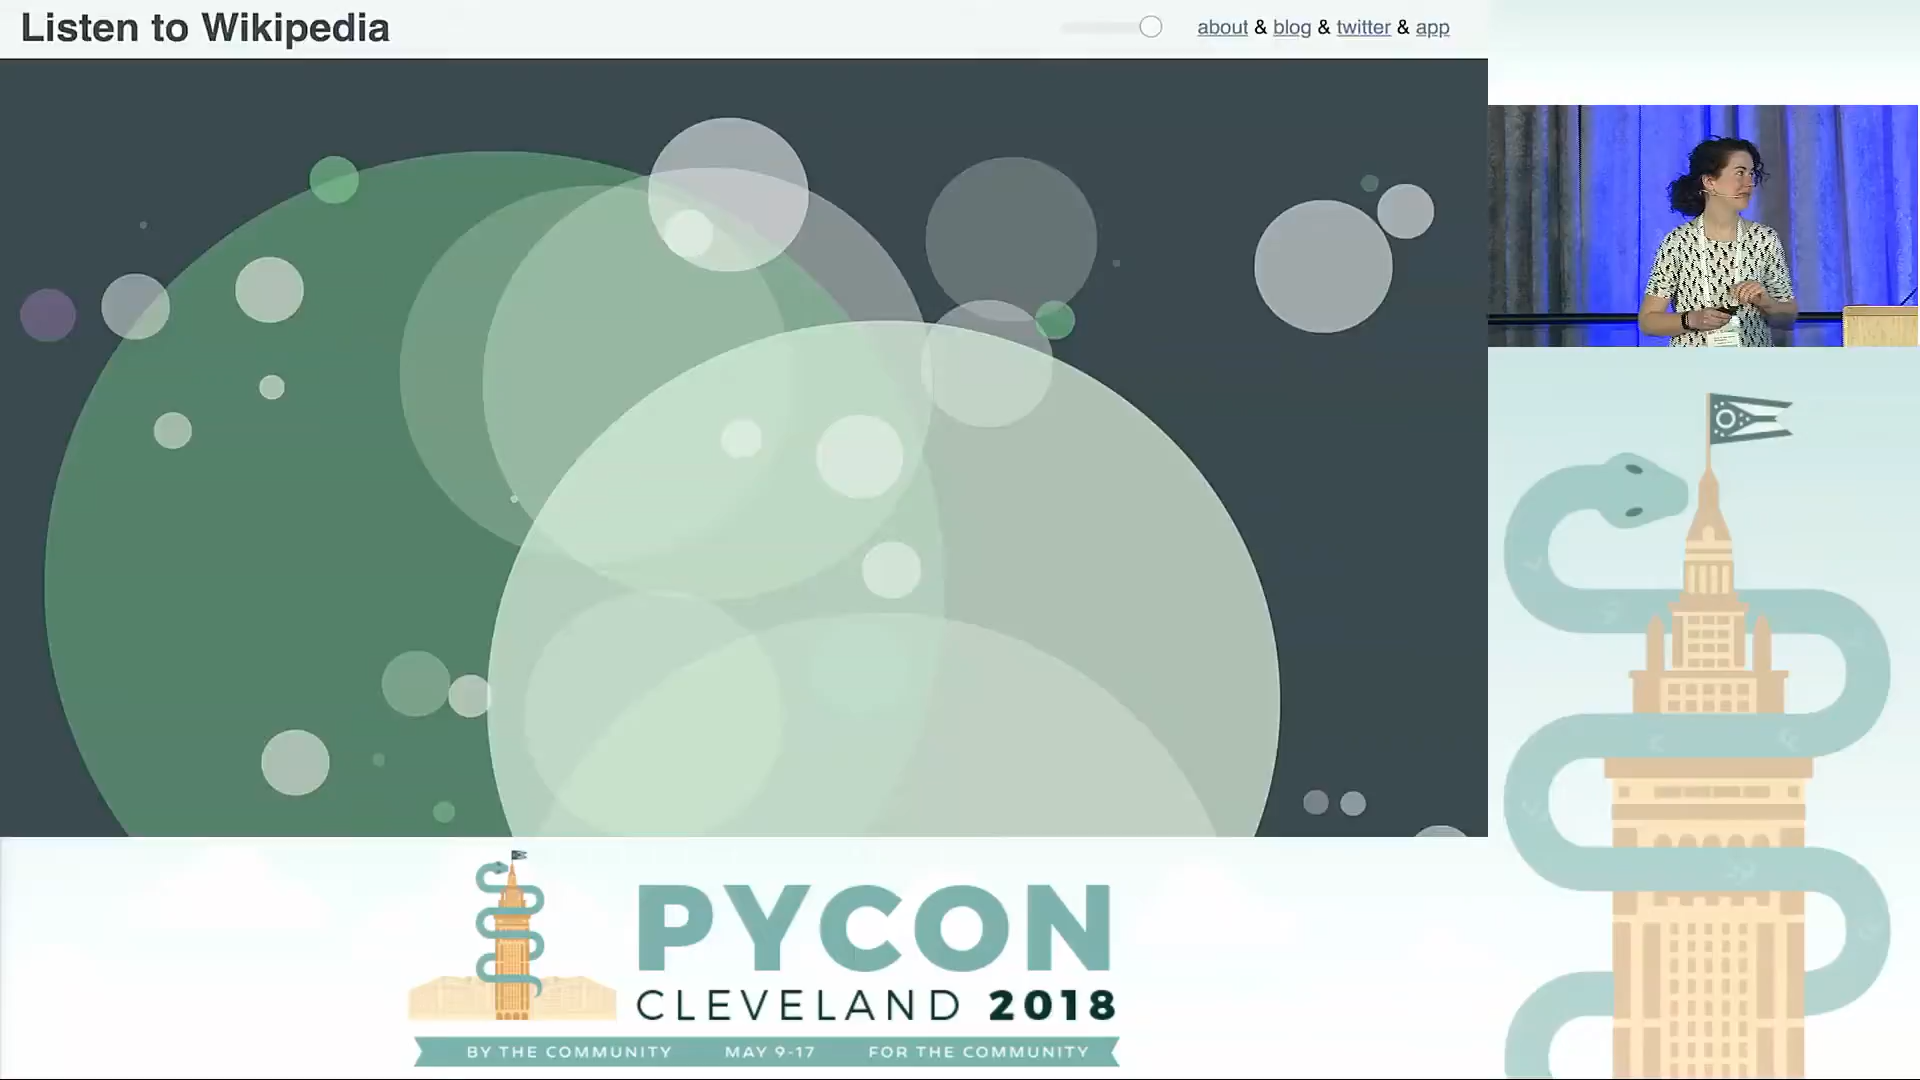 Listen to Wikipedia
about & blog & twitter & app
PYCON
CLEVELAND 2018
BY THE COMMUNITY MAY 9-17 FOR THE COMMUNITY